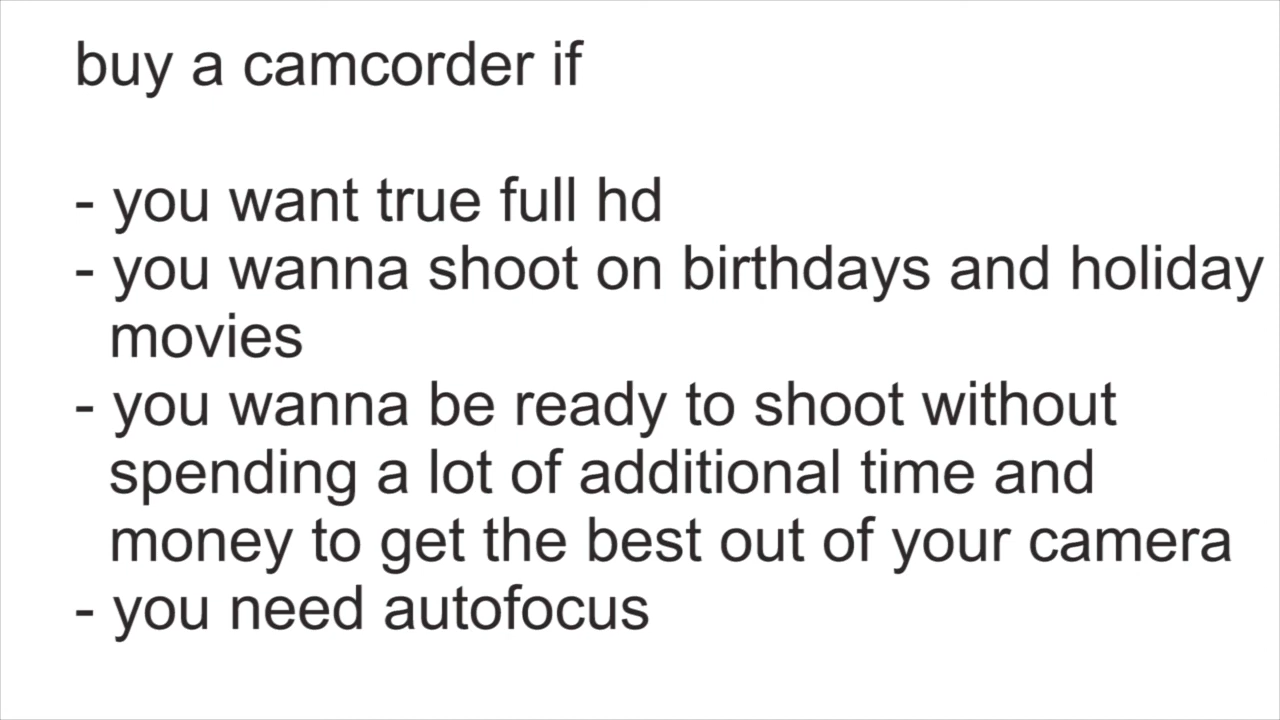 buy a camcorder if
- you want true full hd
- you wanna shoot on birthdays and holiday
movies
- you wanna be ready to shoot without
spending a lot of additional time and
money to get the best out of your camera
- you need autofocus